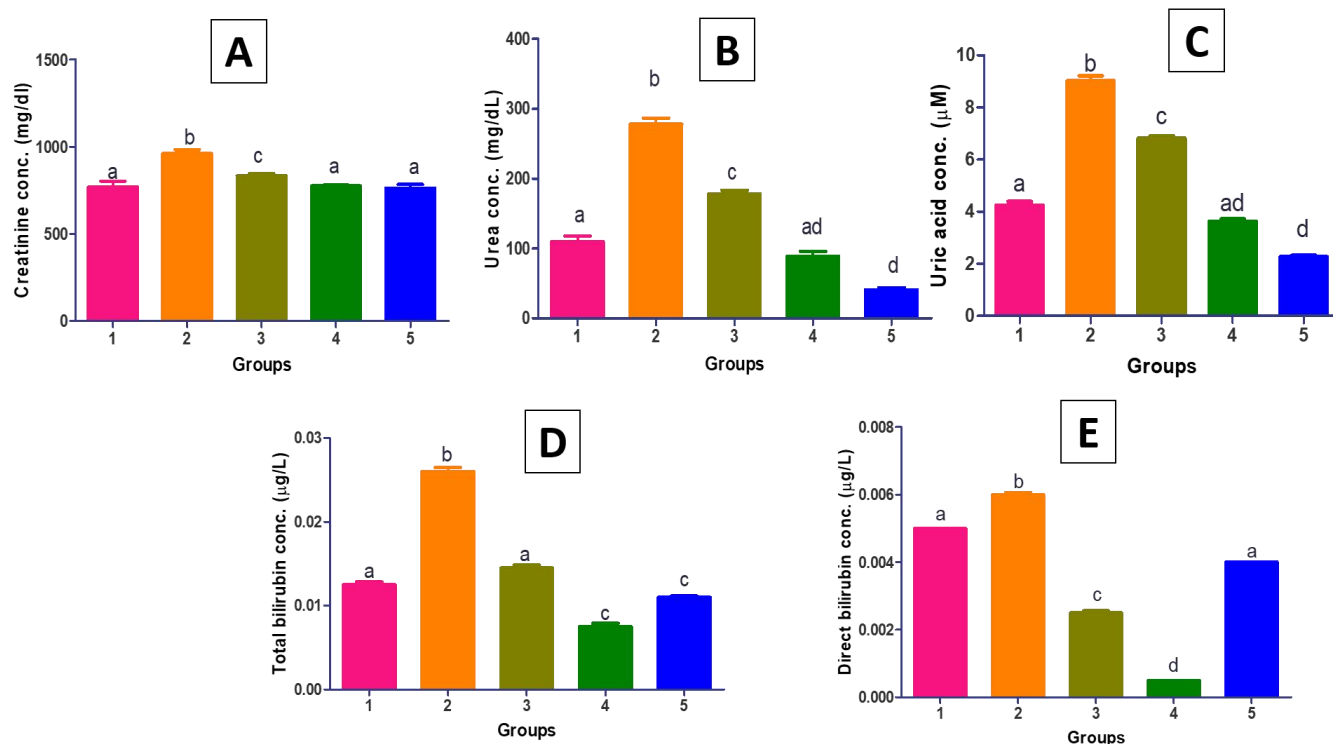 A
Creatinine conc. (mg/dl)
1500
1000
500
0
a
b
c
a
a
1 2 3 4 5
Groups
B
Urea conc. (mg/dL)
400
300
200
100
0
a
b
c
ad
d
1 2 3 4 5
Groups
C
Uric acid conc. (μM)
10
8
6
4
2
0
a
b
c
ad
d
1 2 3 4 5
Groups
D
Total bilirubin conc. (μg/L)
0.03
0.02
0.01
0.00
a
b
a
c
c
1 2 3 4 5
Groups
E
Direct bilirubin conc. (μg/L)
0.008
0.006
0.004
0.002
0.000
a
b
c
d
a
1 2 3 4 5
Groups